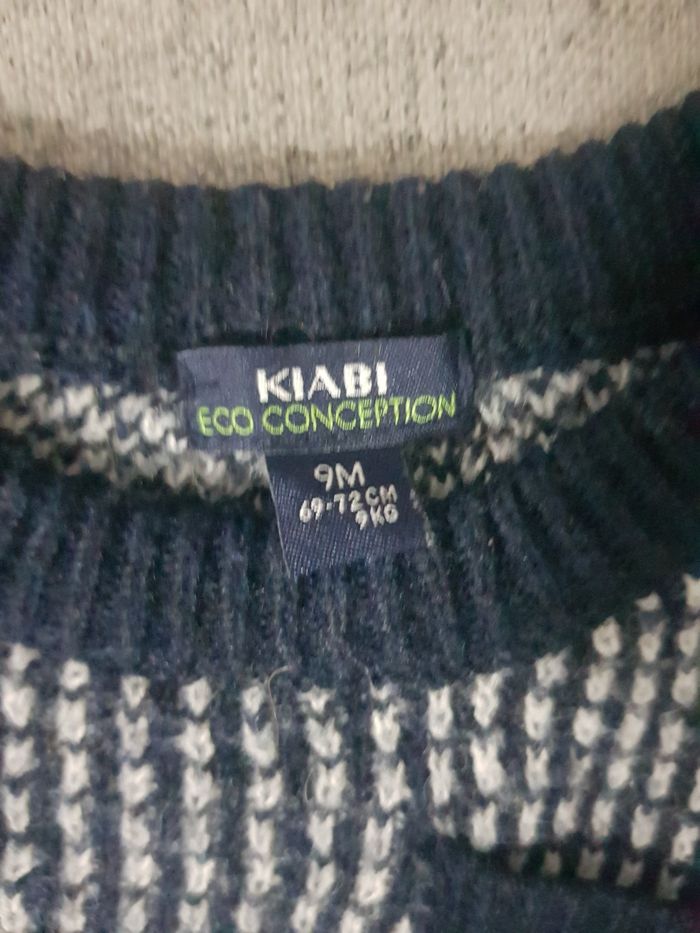 KIABI
ECO CONCEPTION
9M
69-72CM
9KG